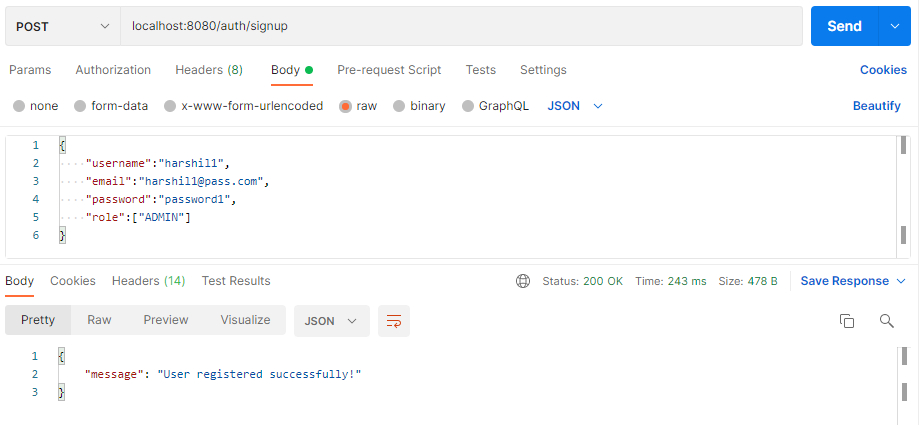 POST localhost:8080/auth/signup Send
Params Authorization Headers (8) Body Pre-request Script Tests Settings Cookies
none form-data x-www-form-urlencoded raw binary GraphQL JSON Beautify
1 {
2 "username":"harshil1",
3 "email":"harshil1@pass.com",
4 "password":"password1",
5 "role":["ADMIN"]
6 }
Body Cookies Headers (14) Test Results Status: 200 OK Time: 243 ms Size: 478 B Save Response
Pretty Raw Preview Visualize JSON
1 {
2 "message": "User registered successfully!"
3 }